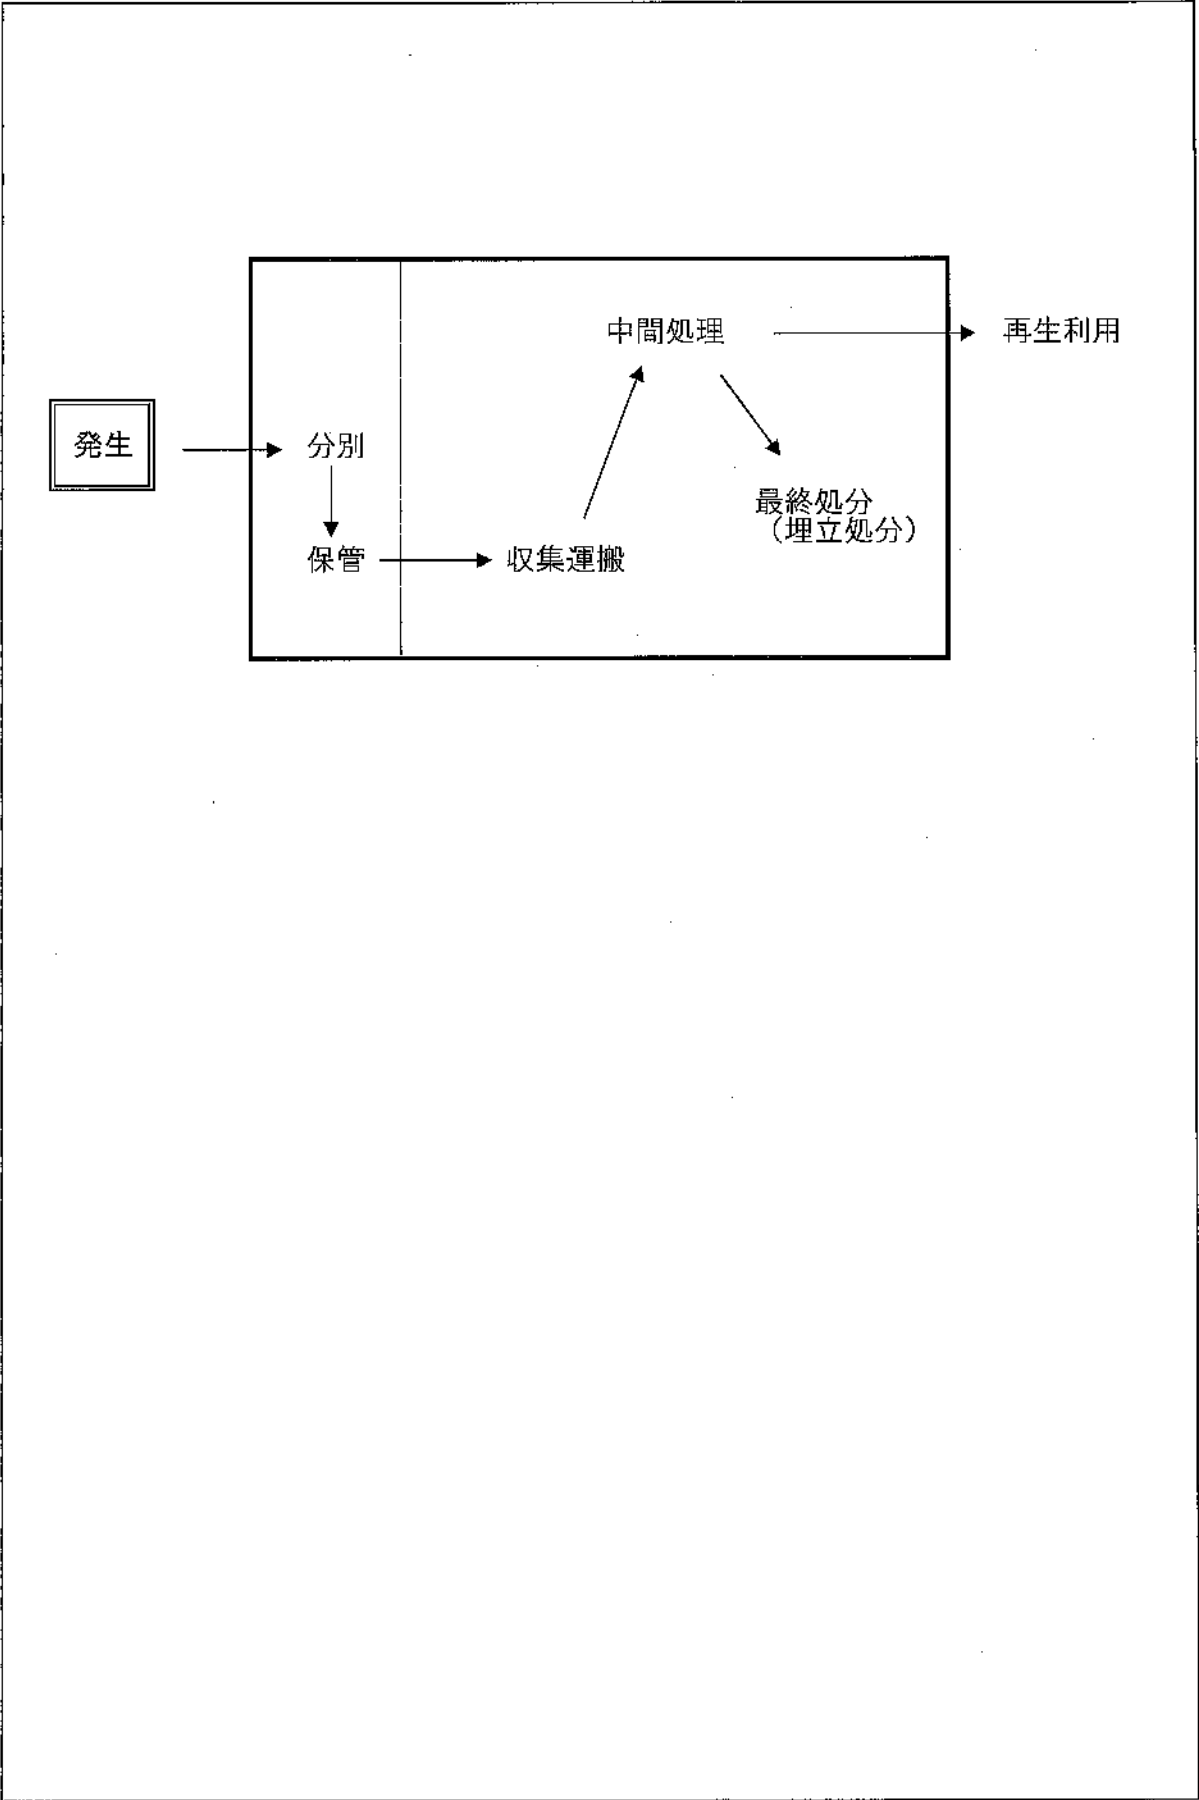 中間処理
再生利用
発生
分別
最終処分
（埋立処分）
保管
収集運搬